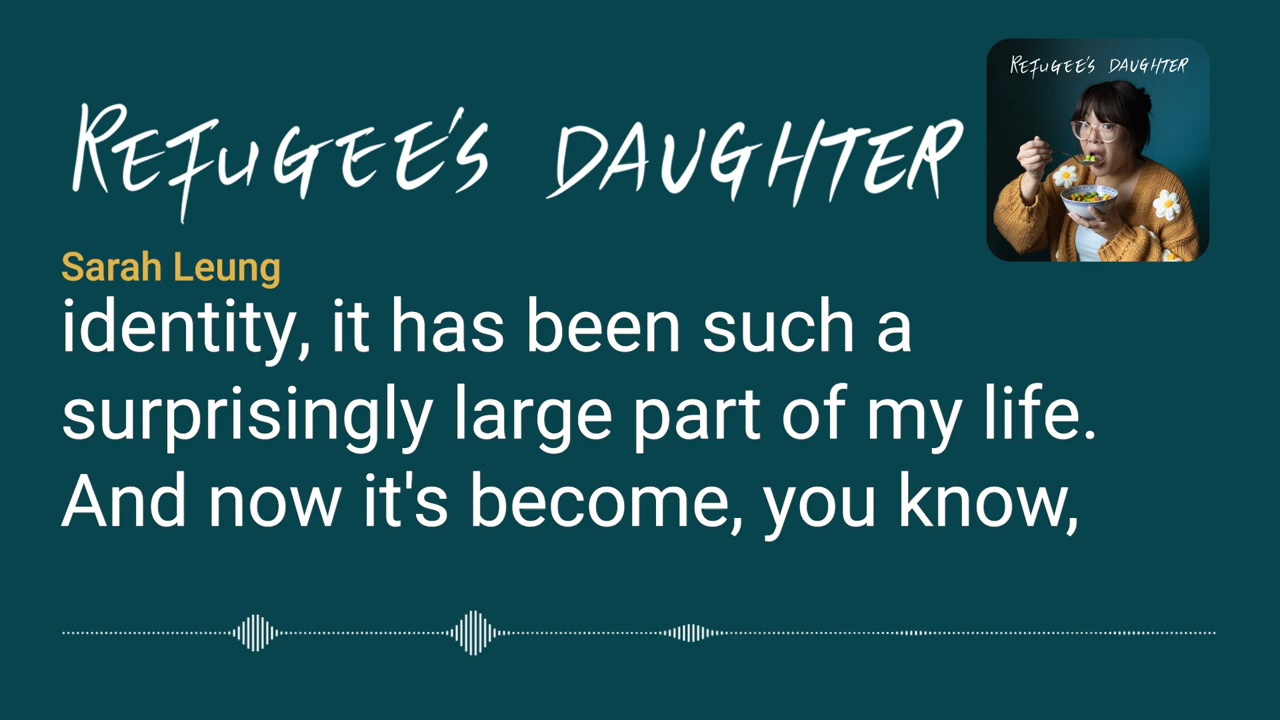 REFUGEE'S DAUGHTER
REFUGEE'S DAUGHTER
Sarah Leung
identity, it has been such a
surprisingly large part of my life.
And now it's become, you know,